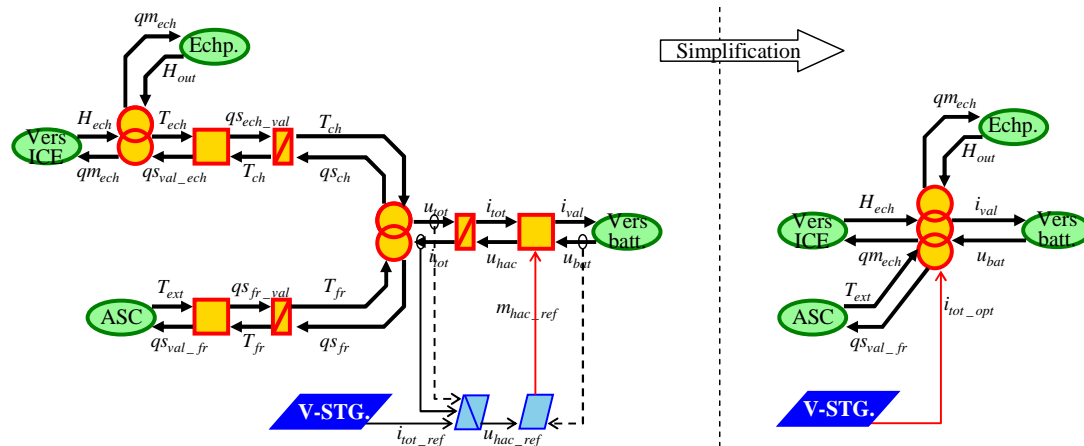 qm_ech
Echp.
H_out
Simplification
H_ech
T_ech
qs_ech_val
T_ch
Vers
ICE
qm_ech
qs_val_ech
T_ch
qs_ch
u_tot
i_tot
i_val
Vers
batt.
i_tot
u_hac
u_bat
T_ext
qs_fr_val
T_fr
ASC
qs_val_fr
T_fr
qs_fr
m_hac_ref
V-STG.
i_tot_ref
u_hac_ref
qm_ech
Echp.
H_out
H_ech
i_val
Vers
ICE
Vers
batt.
qm_ech
u_bat
T_ext
ASC
i_tot_opt
qs_val_fr
V-STG.